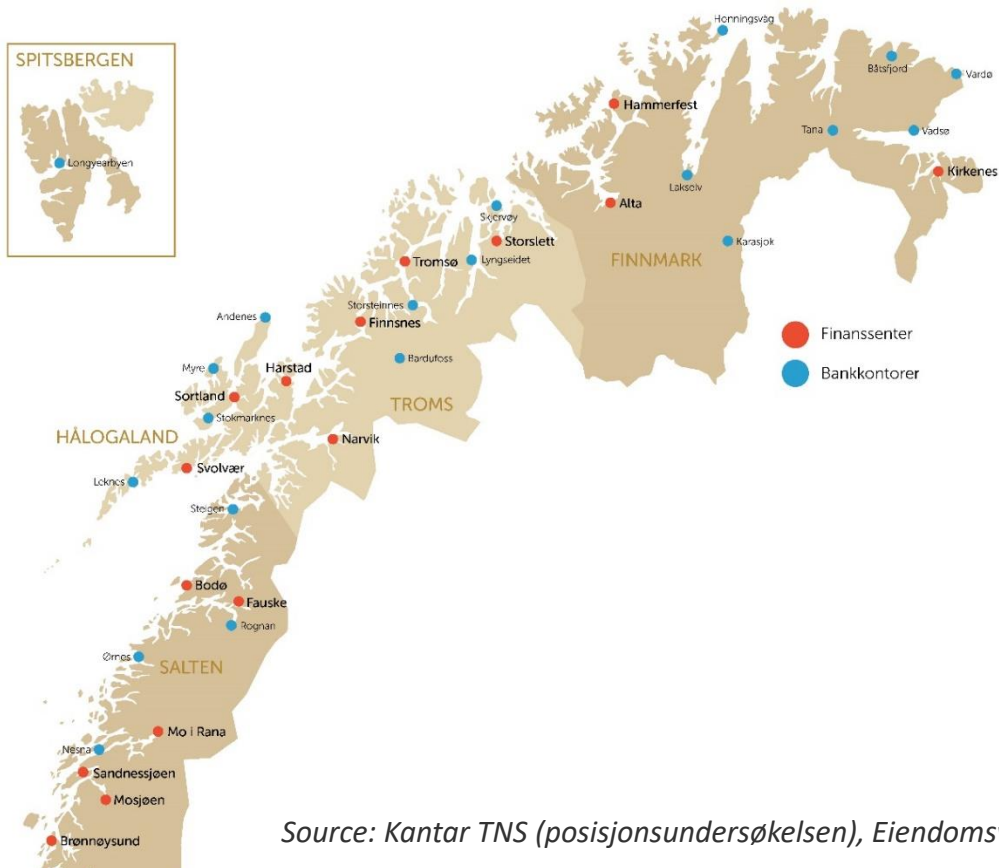 SPITSBERGEN
Longyearbyen
Honningsvåg
Båtsfjord
Vardø
Hammerfest
Tana
Vadsø
Kirkenes
Lakselv
Alta
Skjervøy
Storslett
Karasjok
Tromsø
Lyngseidet
FINNMARK
Storsteinnes
Andenes
Finnsnes
Finanssenter
Bardufoss
Bankkontorer
Myre
Harstad
Sortland
TROMS
Stokmarknes
HÅLOGALAND
Narvik
Svolvær
Leknes
Steigen
Bodø
Fauske
Rognan
Ørnes
SALTEN
Mo i Rana
Nesna
Sandnessjøen
Mosjøen
Brønnøysund
Source: Kantar TNS (posisjonsundersøkelsen), Eiendoms